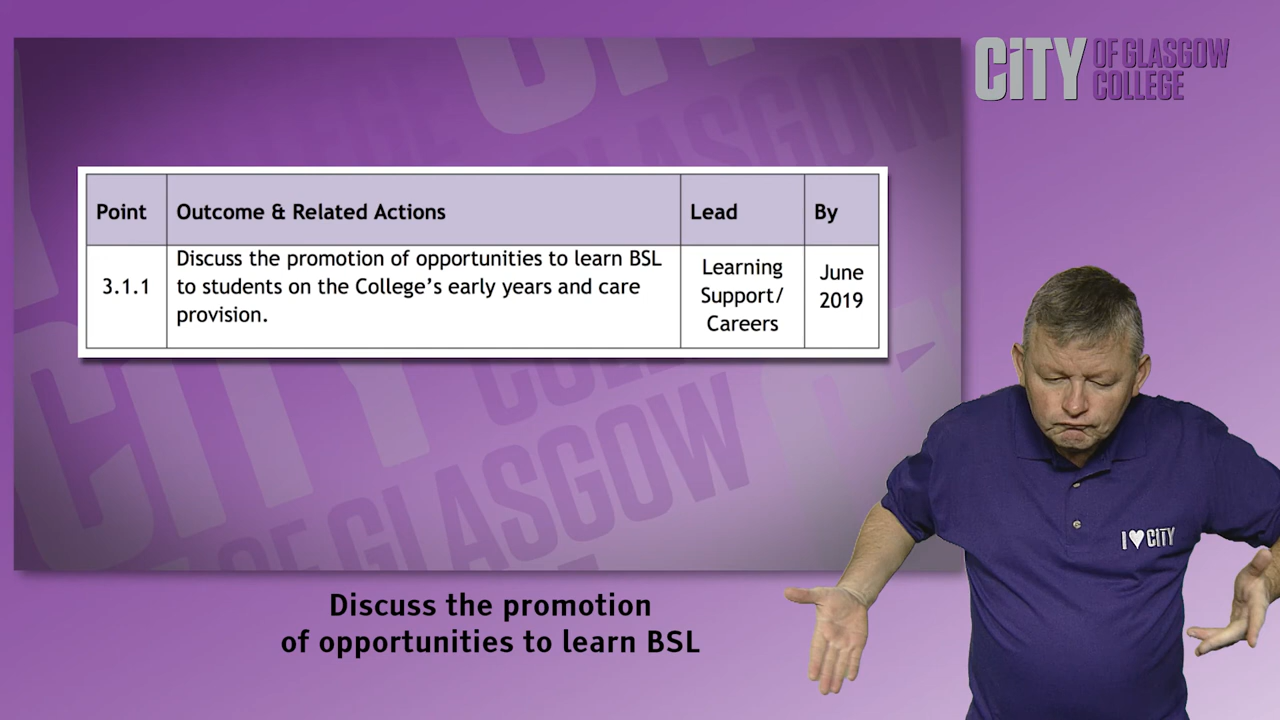 CiTY OF GLASGOW
COLLEGE
Point Outcome & Related Actions Lead By
3.1.1
Discuss the promotion of opportunities to learn BSL
to students on the College’s early years and care
provision.
Learning
Support/
Careers
June
2019
I ♥ CiTY
Discuss the promotion
of opportunities to learn BSL